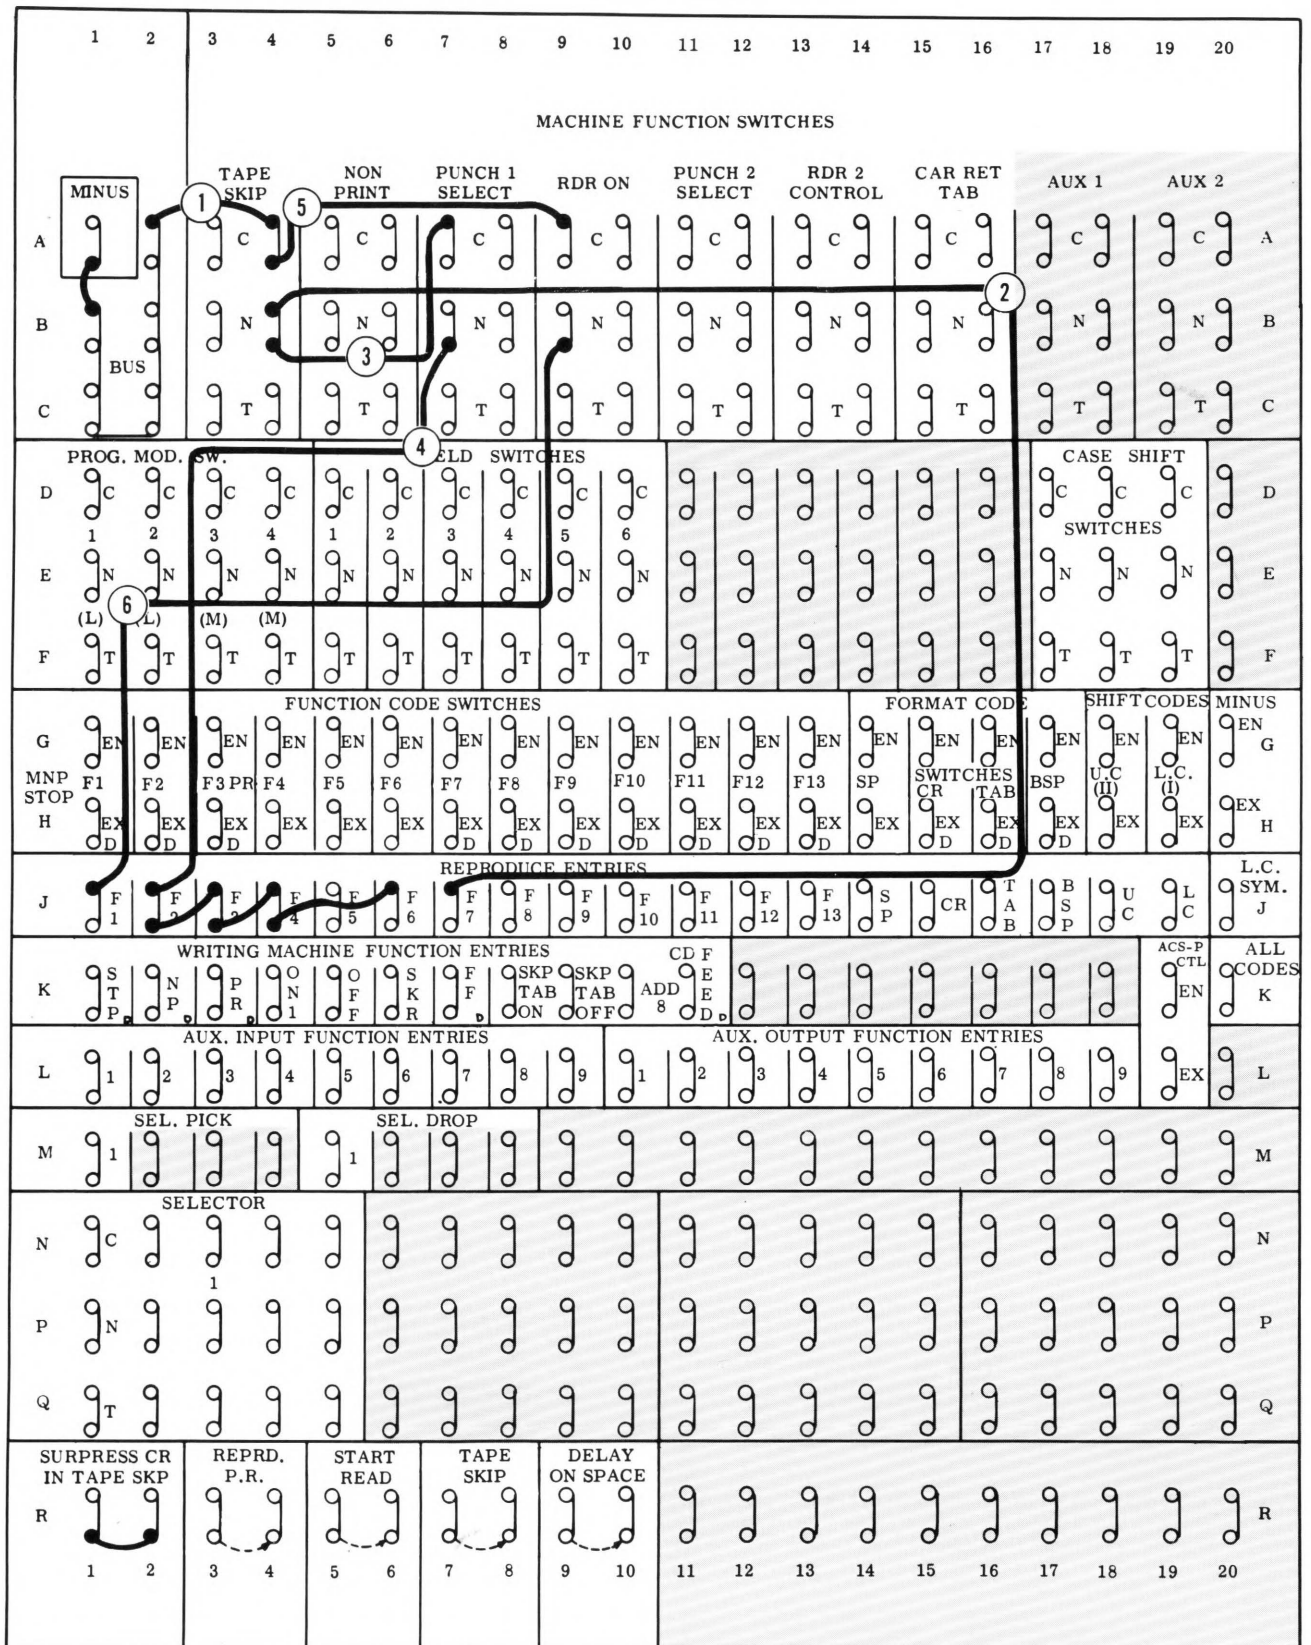 1 2 3 4 5 6 7 8 9 10 11 12 13 14 15 16 17 18 19 20
MACHINE FUNCTION SWITCHES
MINUS
TAPE SKIP
NON PRINT
PUNCH 1 SELECT
RDR ON
PUNCH 2 SELECT
RDR 2 CONTROL
CAR RET TAB
AUX 1
AUX 2
1 5
A C C C C C C C C C A
2
B N N N N N N N N N B
3
BUS
C T T T T T T T T T C
4
PROG. MOD. SW. ELD SWITCHES CASE SHIFT
D C C C C C C C C C C C C C D
1 2 3 4 1 2 3 4 5 6 SWITCHES
E N N N N N N N N N N N N N E
6
(L) (L) (M) (M)
F T T T T T T T T T T T T T F
FUNCTION CODE SWITCHES FORMAT CODE SHIFT CODES MINUS
G EN EN EN EN EN EN EN EN EN EN EN EN EN EN EN EN EN EN EN EN G
MNP STOP F1 F2 F3 PR F4 F5 F6 F7 F8 F9 F10 F11 F12 F13 SP SWITCHES CR TAB BSP U.C (II) L.C. (I)
H EX D EX D EX D EX EX EX EX D EX D EX D EX D EX D EX D EX D EX EX D EX D EX D EX EX EX H
REPRODUCE ENTRIES L.C. SYM.
J F 1 F 2 F 3 F 4 F 5 F 6 F 7 F 8 F 9 F 10 F 11 F 12 F 13 SP CR TAB BSP UC LC J
WRITING MACHINE FUNCTION ENTRIES CD FEED ACS-P CTL ALL CODES
K STP D NP D PR D ON 1 OFF SKR FF D SKP TAB ON SKP TAB OFF ADD 8 D EN K
AUX. INPUT FUNCTION ENTRIES AUX. OUTPUT FUNCTION ENTRIES
L 1 2 3 4 5 6 7 8 9 1 2 3 4 5 6 7 8 9 EX L
SEL. PICK SEL. DROP
M 1 1 M
SELECTOR
N C N
1
P N P
Q T Q
SURPRESS CR IN TAPE SKP
REPRD. P.R.
START READ
TAPE SKIP
DELAY ON SPACE
R R
1 2 3 4 5 6 7 8 9 10 11 12 13 14 15 16 17 18 19 20